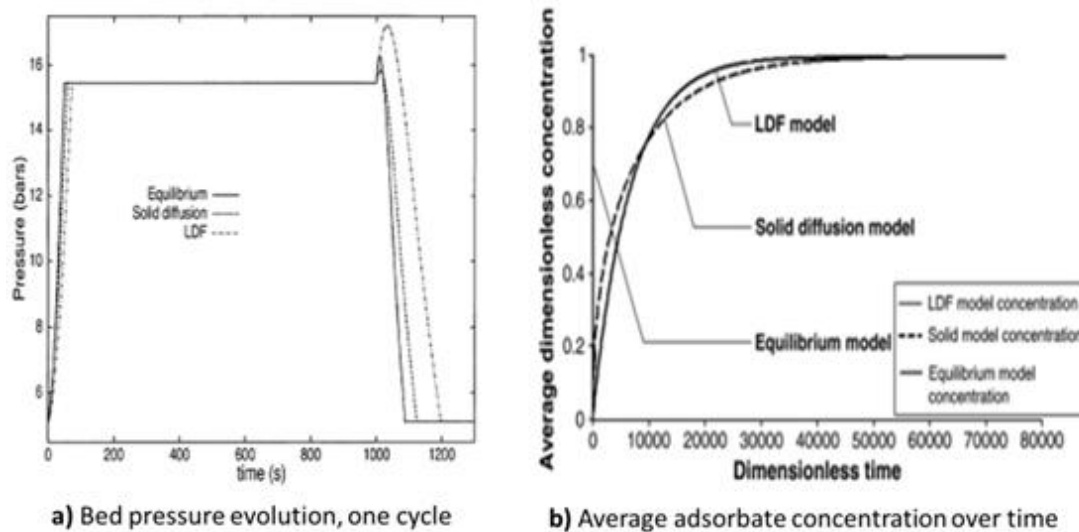 16
14
12
10
8
6
Pressure (bars)
Equilibrium
Solid diffusion
LDF
0 200 400 600 800 1000 1200
time (s)
a) Bed pressure evolution, one cycle
1
0.8
0.6
0.4
0.2
0
Average dimensionless concentration
LDF model
Solid diffusion model
Equilibrium model
LDF model concentration
Solid model concentration
Equilibrium model
concentration
0 10000 20000 30000 40000 50000 60000 70000 80000
Dimensionless time
b) Average adsorbate concentration over time